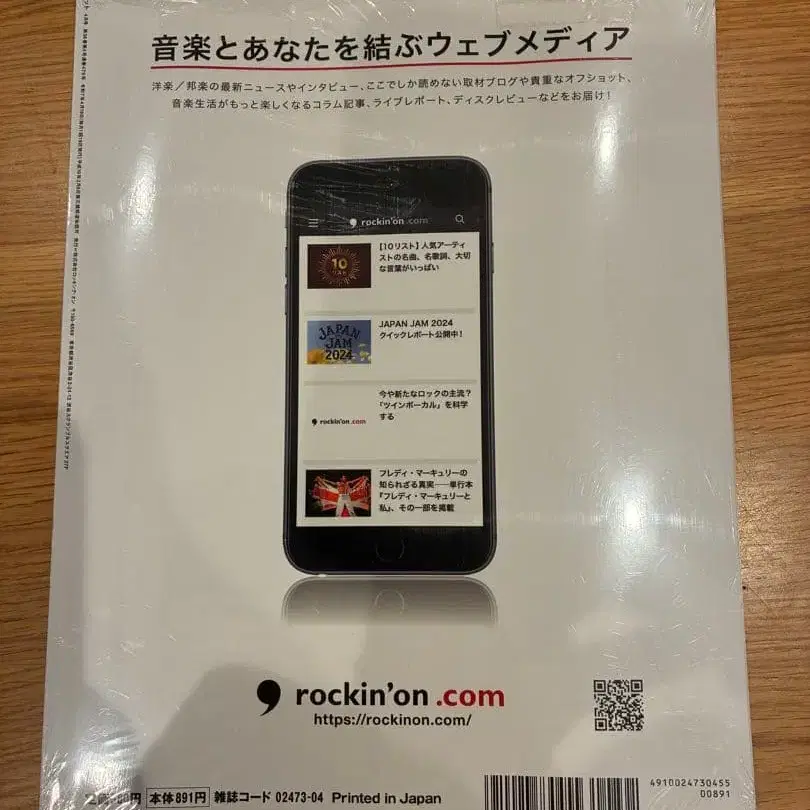 音楽とあなたを結ぶウェブメディア
洋楽／邦楽の最新ニュースやインタビュー、ここでしか読めない取材ブログや貴重なオフショット、
音楽生活がもっと楽しくなるコラム記事、ライブレポート、ディスクレビューなどをお届け！
rockin'on.com
10
リスト
【10リスト】人気アーティ
ストの名曲、名歌詞、大切
な言葉がいっぱい
JAPAN
JAM
2024
JAPAN JAM 2024
クイックレポート公開中！
rockin'on.com
今や新たなロックの主流？
「ツインボーカル」を科学
する
フレディ・マーキュリーの
知られざる真実──単行本
『フレディ・マーキュリーと
私』、その一部を掲載
rockin'on.com
https://rockinon.com/
本体891円 雑誌コード 02473-04 Printed in Japan
4910024730455
00891